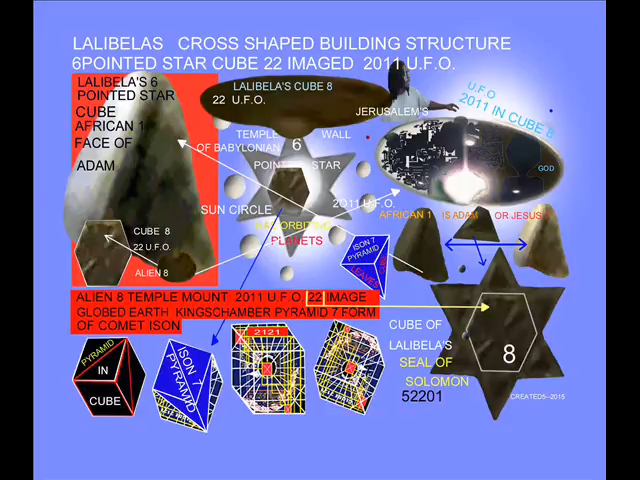 LALIBELAS CROSS SHAPED BUILDING STRUCTURE
6POINTED STAR CUBE 22 IMAGED 2011 U.F.O.
LALIBELA'S 6
POINTED STAR
CUBE
AFRICAN 1
FACE OF
ADAM
CUBE 8
22 U.F.O.
ALIEN 8
LALIBELA'S CUBE 8
22 U.F.O.
JERUSALEM'S
TEMPLE WALL
OF BABYLONIAN 6
POINTED STAR
SUN CIRCLE
2O11 U.F.O.
ORBITING
PLANETS
U.F.O
2011 IN CUBE 8
GOD
AFRICAN 1 IS ADAM OR JESUS
ISON 7
PYRAMID
LEAVES
ALIEN 8 TEMPLE MOUNT 2011 U.F.O 22 IMAGE
GLOBED EARTH KINGSCHAMBER PYRAMID 7 FORM
OF COMET ISON
PYRAMID
IN
CUBE
ISON 7
PYRAMID
2121
CUBE OF
LALIBELA'S
SEAL OF
SOLOMON
52201
8
CREATED5--2015